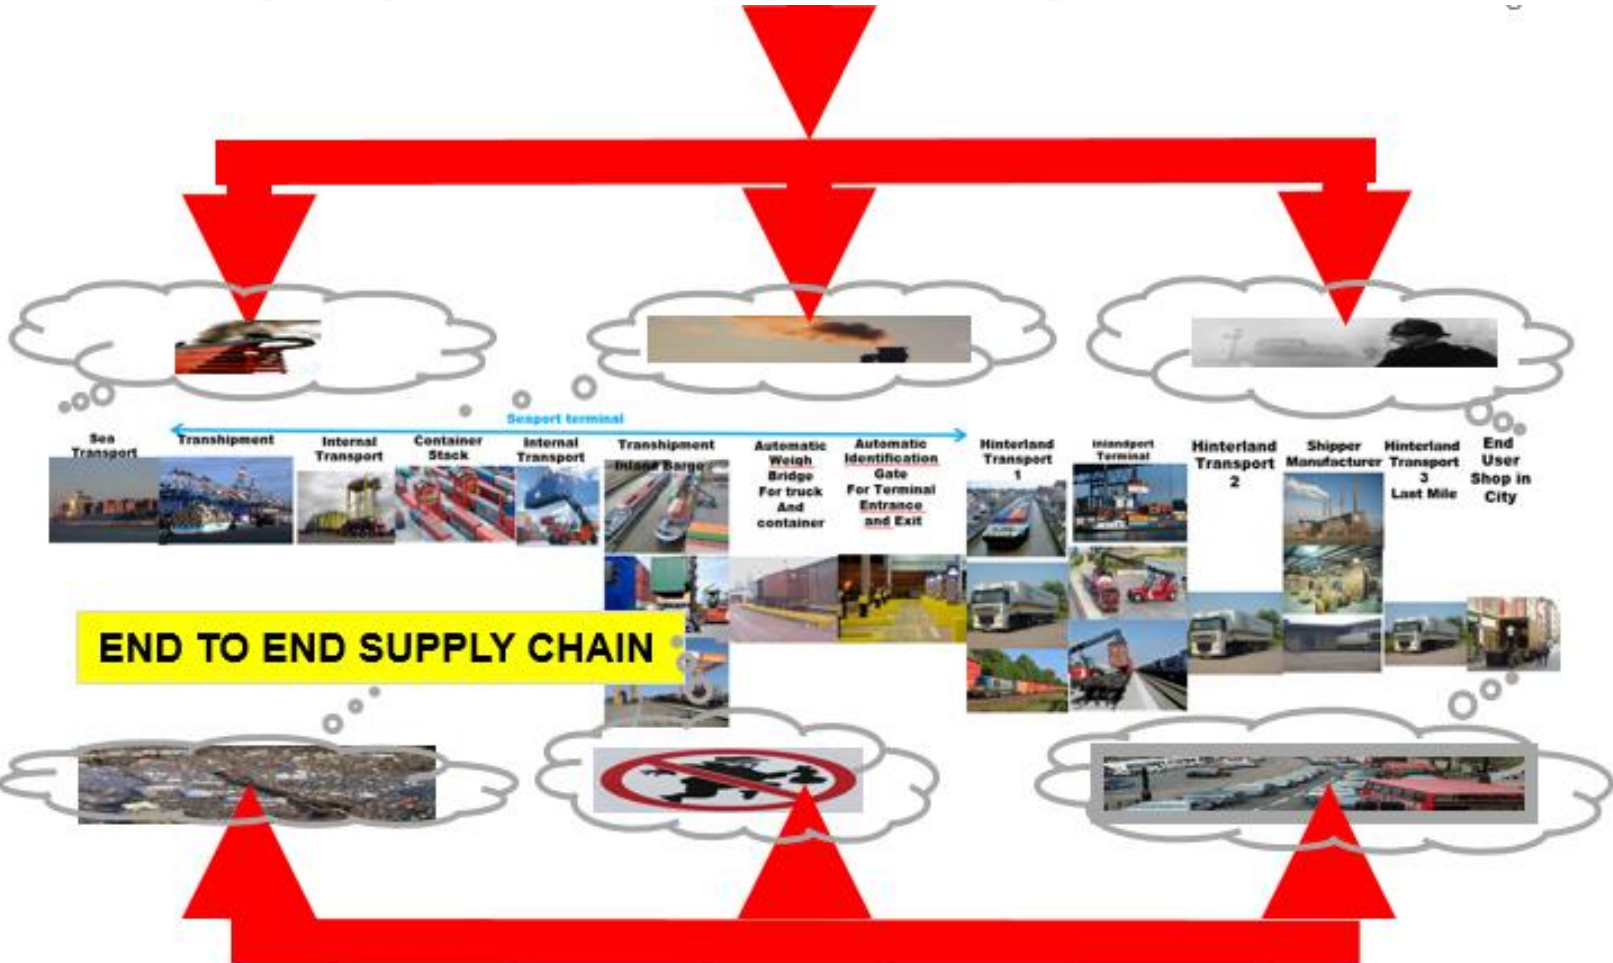 Seaport terminal
Sea
Transport
Transhipment
Internal
Transport
Container
Stack
Internal
Transport
Transhipment
Inland Barge
Automatic
Weigh
Bridge
For truck
And
container
Automatic
Identification
Gate
For Terminal
Entrance
and Exit
Hinterland
Transport
1
Inlandport
Terminal
Hinterland
Transport
2
Shipper
Manufacturer
Hinterland
Transport
3
Last Mile
End
User
Shop in
City
END TO END SUPPLY CHAIN